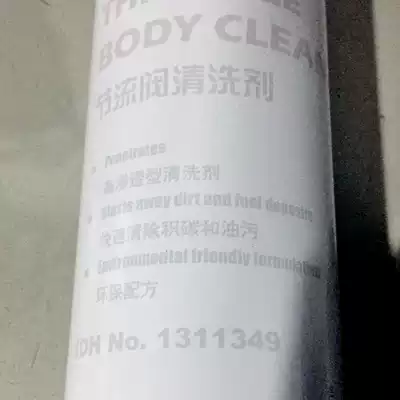 BODY CLEA
节流阀清洗剂
Penetrates
高渗透型清洗剂
Blasts away dirt and fuel deposits
快速清除积碳和油污
Environmental friendly formulation
环保配方
IDH No. 1311349